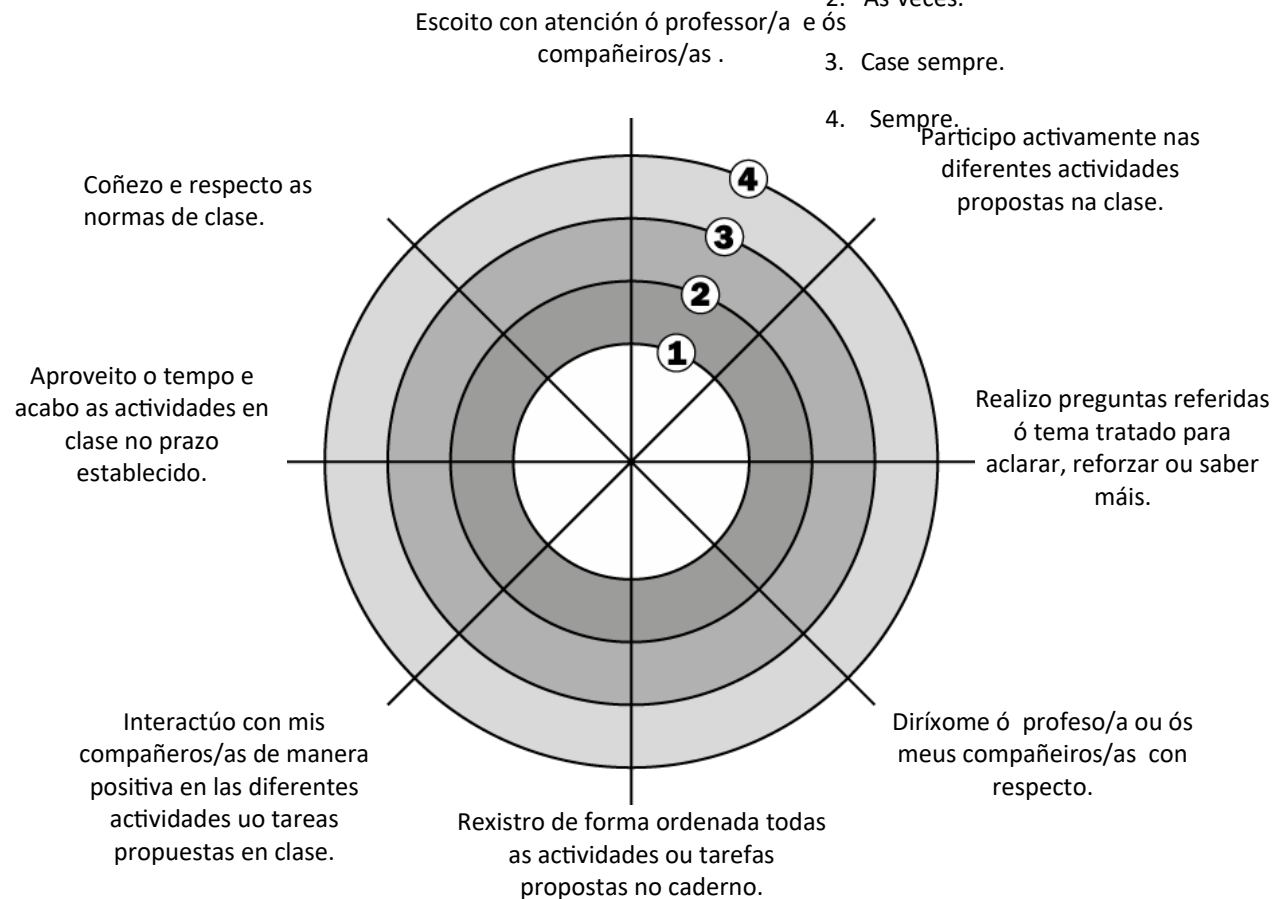 2. Ás veces.
Escoito con atención ó professor/a e ós
compañeiros/as .
3. Case sempre.
4. Sempre.
Participo activamente nas
diferentes actividades
propostas na clase.
Coñezo e respecto as
normas de clase.
4
3
2
1
Aproveito o tempo e
acabo as actividades en
clase no prazo
establecido.
Realizo preguntas referidas
ó tema tratado para
aclarar, reforzar ou saber
máis.
Interactúo con mis
compañeros/as de manera
positiva en las diferentes
actividades uo tareas
propuestas en clase.
Diríxome ó profeso/a ou ós
meus compañeiros/as con
respecto.
Rexistro de forma ordenada todas
as actividades ou tarefas
propostas no caderno.